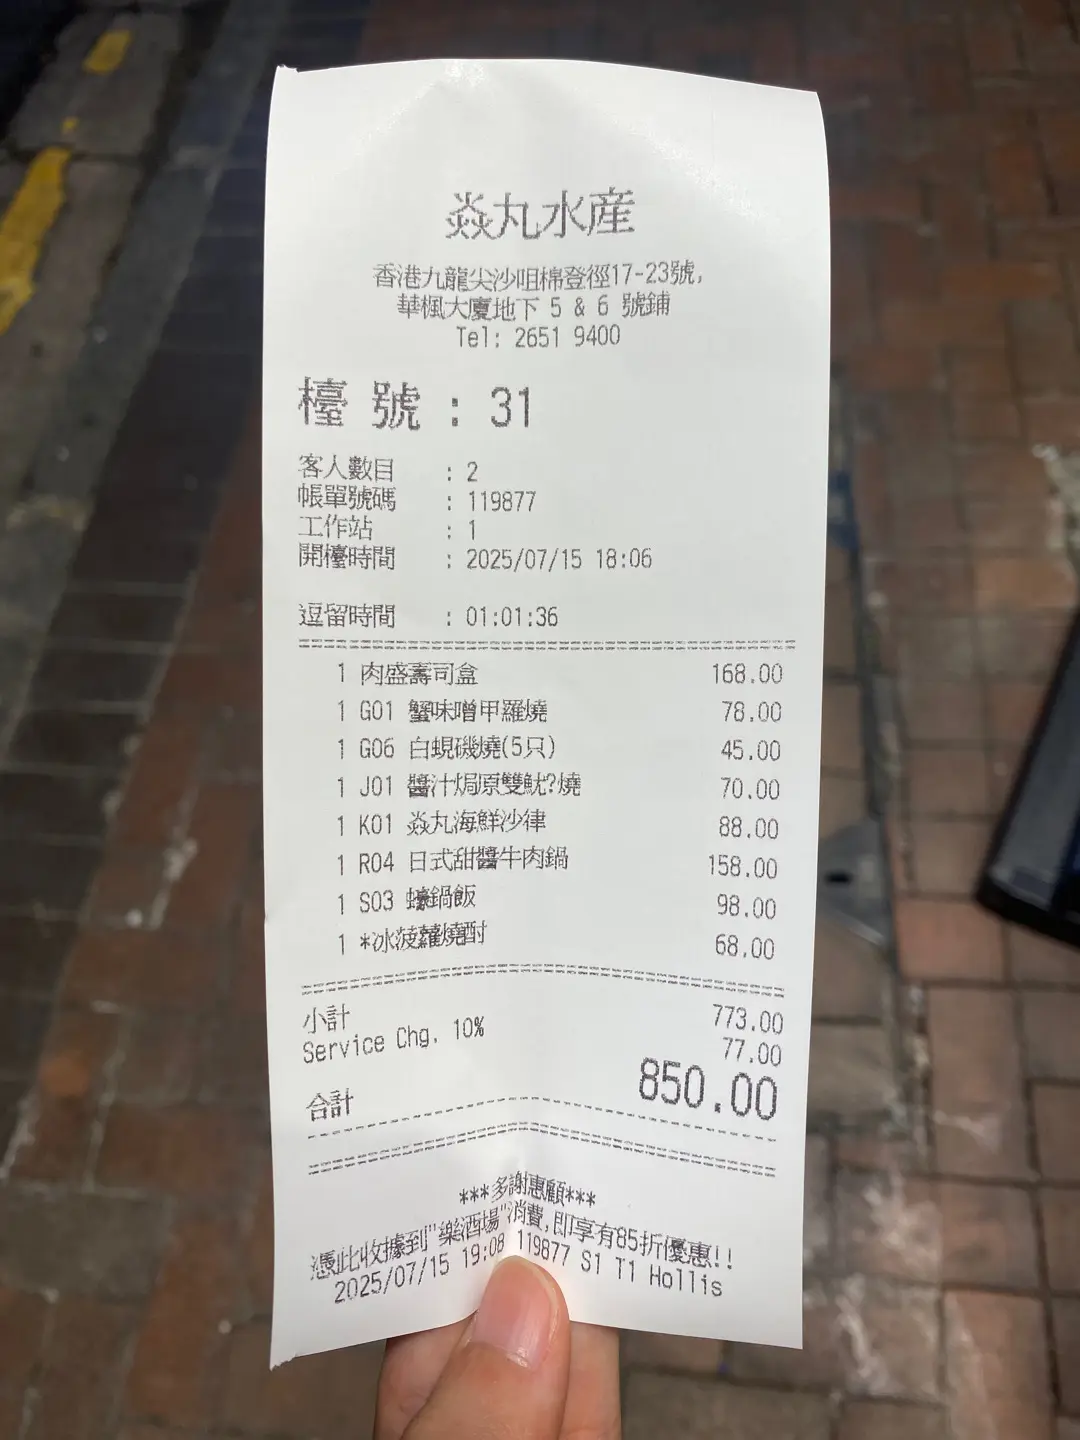 焱丸水産
香港九龍尖沙咀棉登徑17-23號,
華楓大廈地下 5 & 6 號鋪
Tel: 2651 9400
檯 號 : 31
客人數目 : 2
帳單號碼 : 119877
工作站 : 1
開檯時間 : 2025/07/15 18:06
逗留時間 : 01:01:36
1 肉盛壽司盒 168.00
1 G01 蟹味噌甲羅燒 78.00
1 G06 白蜆磯燒(5只) 45.00
1 J01 醬汁焗原雙魷?燒 70.00
1 K01 焱丸海鮮沙律 88.00
1 R04 日式甜醬牛肉鍋 158.00
1 S03 蠔鍋飯 98.00
1 *冰菠蘿燒酎 68.00
小計 773.00
Service Chg. 10% 77.00
合計 850.00
***多謝惠顧***
憑此收據到"樂酒場"消費,即享有85折優惠!!
2025/07/15 19:08 119877 S1 T1 Hollis